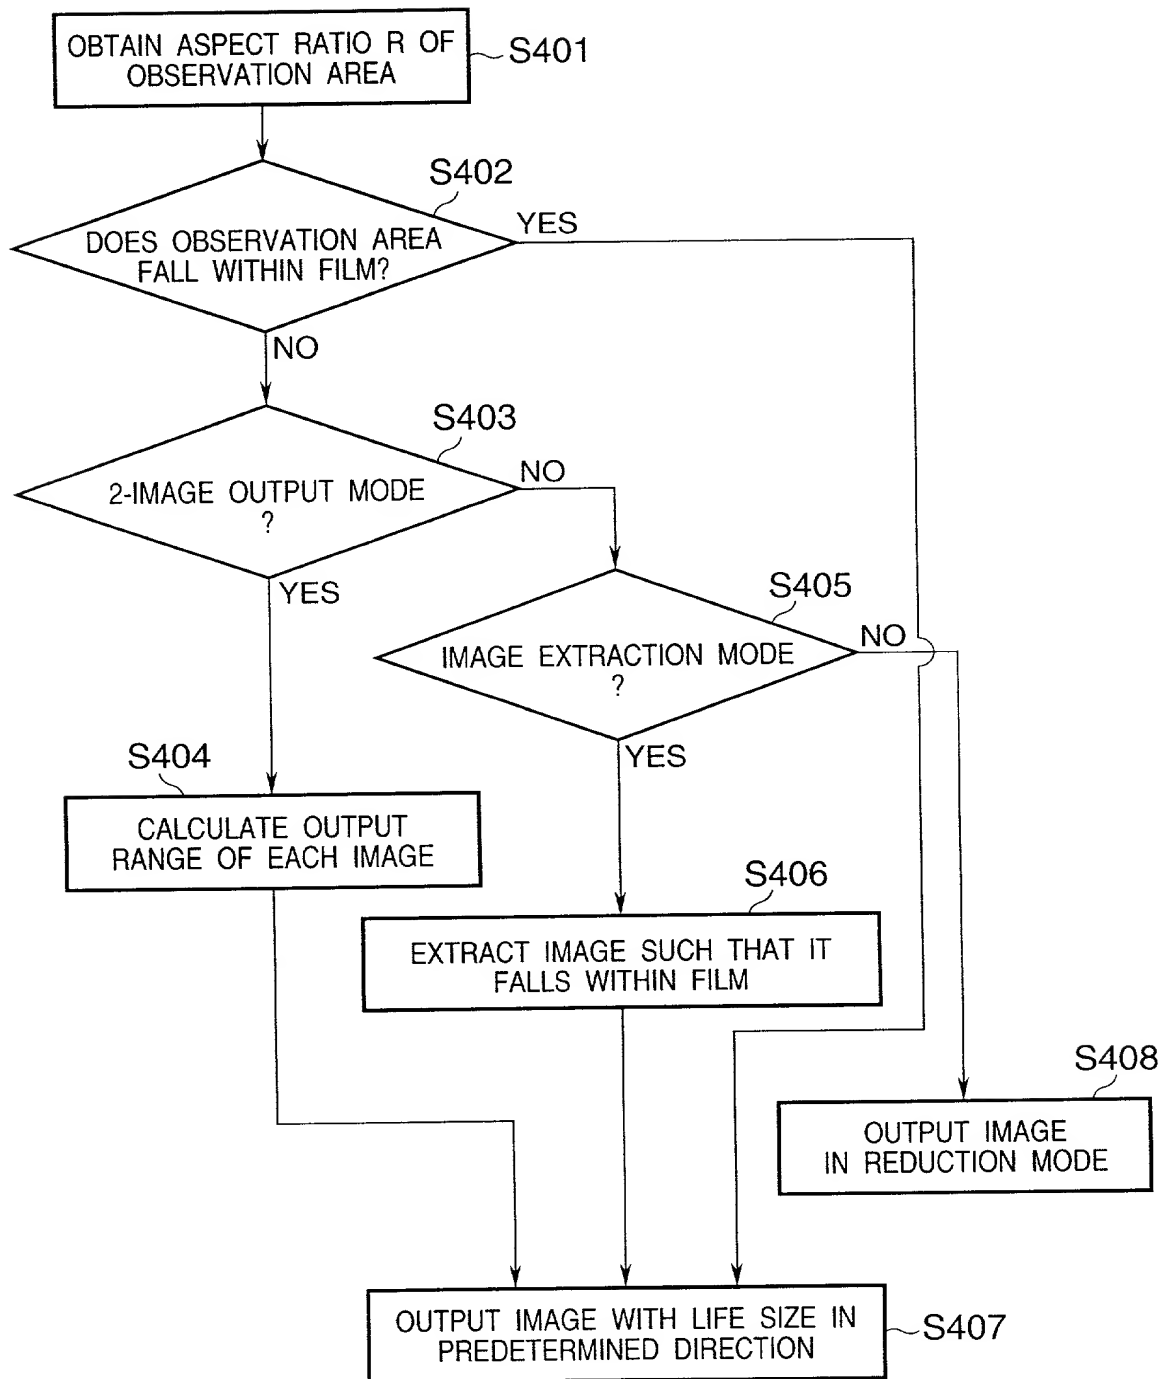 OBTAIN ASPECT RATIO R OF
OBSERVATION AREA
S401
S402
DOES OBSERVATION AREA
FALL WITHIN FILM?
YES
NO
S403
2-IMAGE OUTPUT MODE
?
NO
YES
S405
IMAGE EXTRACTION MODE
?
NO
YES
S404
CALCULATE OUTPUT
RANGE OF EACH IMAGE
S406
EXTRACT IMAGE SUCH THAT IT
FALLS WITHIN FILM
S408
OUTPUT IMAGE
IN REDUCTION MODE
OUTPUT IMAGE WITH LIFE SIZE IN
PREDETERMINED DIRECTION
S407